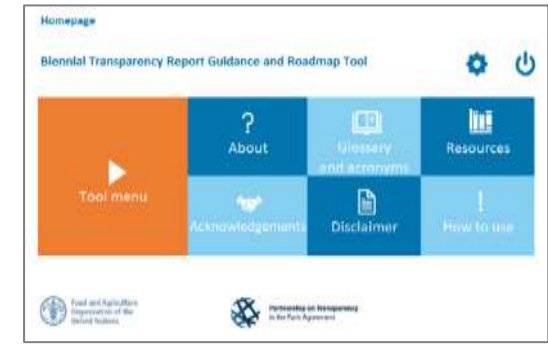 Homepage
Biennial Transparency Report Guidance and Roadmap Tool
?
About
Glossary
and acronyms
Resources
Tool menu
Acknowledgements
Disclaimer
!
How to use
Food and Agriculture
Organization of the
United Nations
Partnership on Transparency
in the Paris Agreement